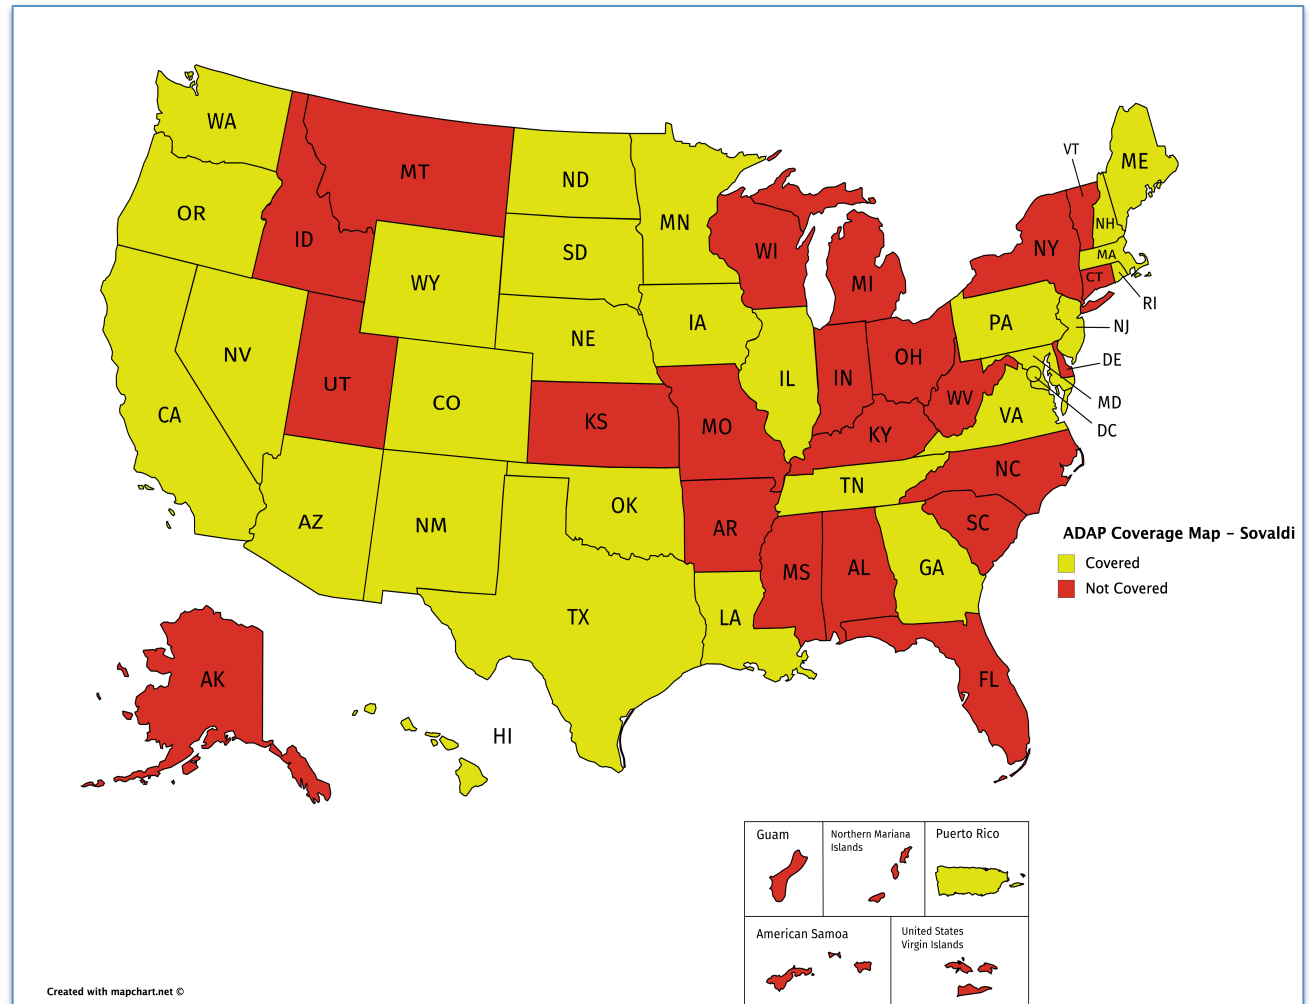 WA
MT
ND
MN
VT
ME
OR
ID
WY
SD
WI
MI
NY
NH
MA
CT
RI
NV
UT
CO
NE
IA
IL
IN
OH
PA
NJ
DE
MD
DC
CA
KS
MO
KY
WV
VA
AZ
NM
OK
AR
TN
NC
SC
TX
LA
MS
AL
GA
FL
AK
HI
ADAP Coverage Map – Sovaldi
Covered
Not Covered
Guam
Northern Mariana
Islands
Puerto Rico
American Samoa
United States
Virgin Islands
Created with mapchart.net ©